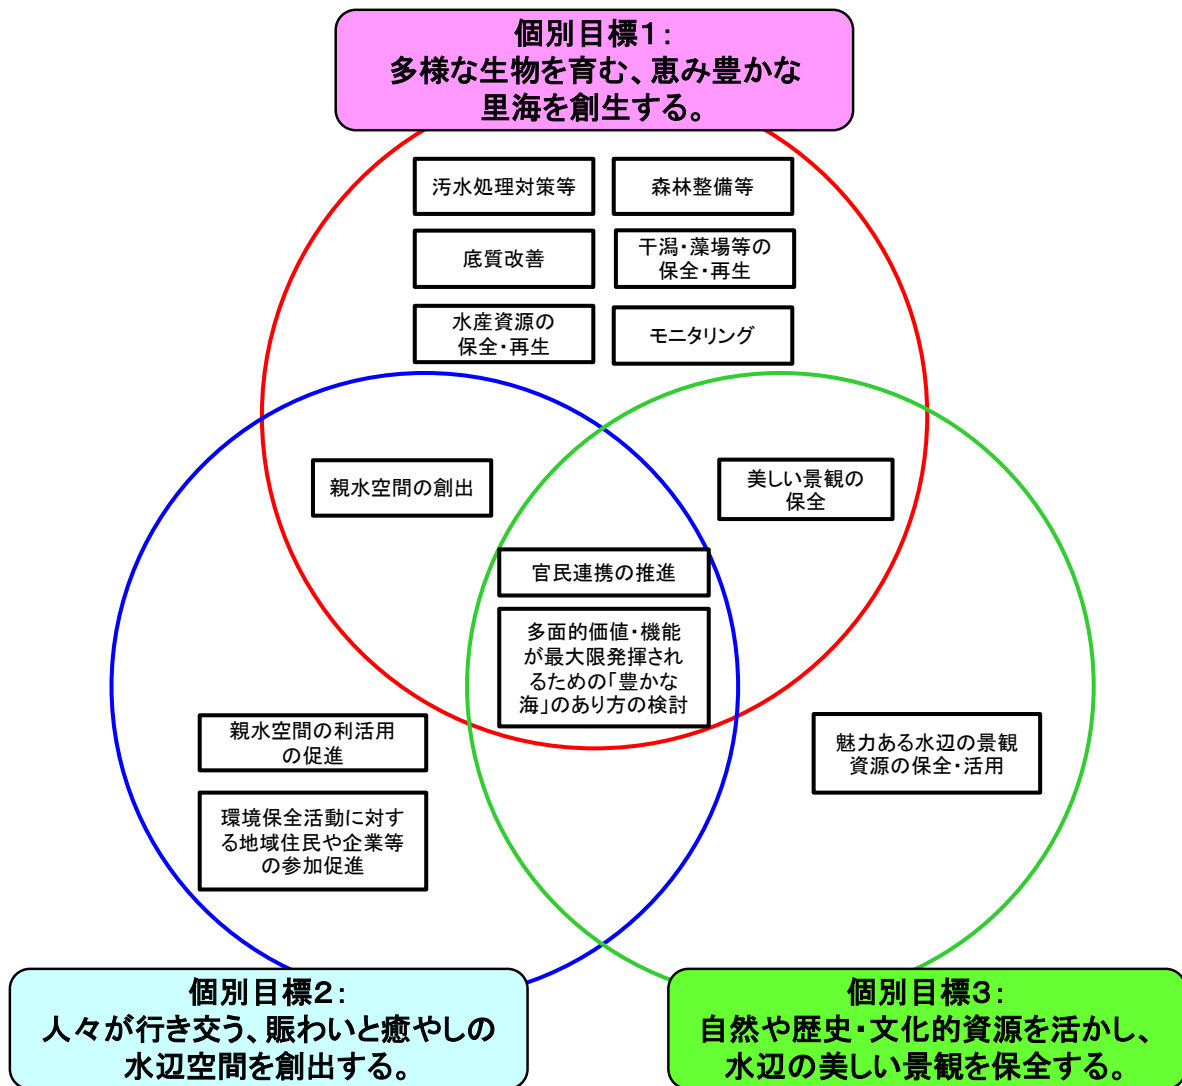 個別目標1：
多様な生物を育む、恵み豊かな
里海を創生する。
汚水処理対策等
森林整備等
底質改善
干潟・藻場等の
保全・再生
水産資源の
保全・再生
モニタリング
親水空間の創出
美しい景観の
保全
官民連携の推進
多面的価値・機能
が最大限発揮され
るための「豊かな
海」のあり方の検討
親水空間の利活用
の促進
魅力ある水辺の景観
資源の保全・活用
環境保全活動に対す
る地域住民や企業等
の参加促進
個別目標2：
人々が行き交う、賑わいと癒やしの
水辺空間を創出する。
個別目標3：
自然や歴史・文化的資源を活かし、
水辺の美しい景観を保全する。